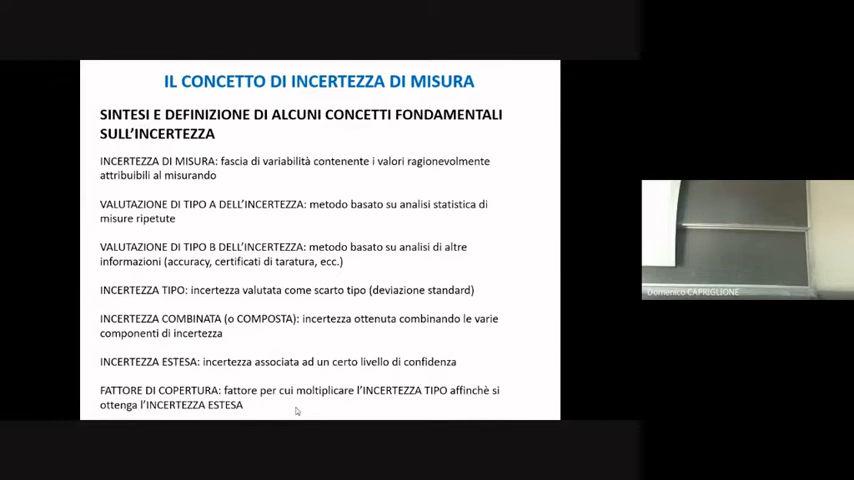 IL CONCETTO DI INCERTEZZA DI MISURA
SINTESI E DEFINIZIONE DI ALCUNI CONCETTI FONDAMENTALI
SULL'INCERTEZZA
INCERTEZZA DI MISURA: fascia di variabilità contenente i valori ragionevolmente
attribuibili al misurando
VALUTAZIONE DI TIPO A DELL'INCERTEZZA: metodo basato su analisi statistica di
misure ripetute
VALUTAZIONE DI TIPO B DELL'INCERTEZZA: metodo basato su analisi di altre
informazioni (accuracy, certificati di taratura, ecc.)
INCERTEZZA TIPO: incertezza valutata come scarto tipo (deviazione standard)
INCERTEZZA COMBINATA (o COMPOSTA): incertezza ottenuta combinando le varie
componenti di incertezza
INCERTEZZA ESTESA: incertezza associata ad un certo livello di confidenza
FATTORE DI COPERTURA: fattore per cui moltiplicare l'INCERTEZZA TIPO affinchè si
ottenga l'INCERTEZZA ESTESA
Domenico CAPRIGLIONE